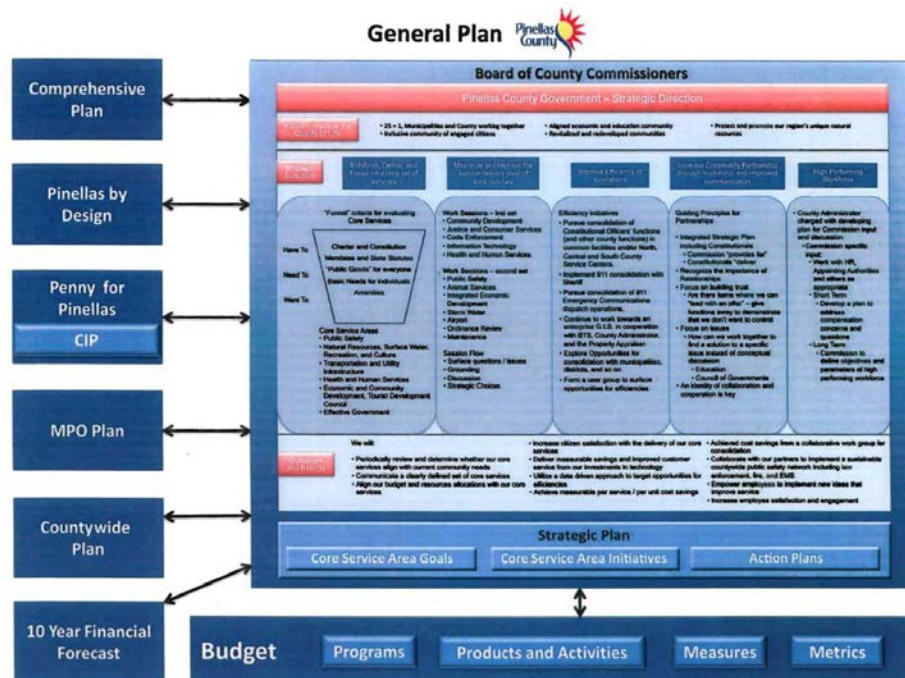 General Plan
Pinellas
County
Comprehensive
Plan
Pinellas by
Design
Penny for
Pinellas
CIP
MPO Plan
Countywide
Plan
10 Year Financial
Forecast
Board of County Commissioners
Pinellas County Government – Strategic Direction
• 25 + 1, Municipalities and County working together
• Inclusive community of engaged citizens
• Aligned economic and education community
• Revitalized and redeveloped communities
• Protect and promote our region's unique natural
resources
Improve Efficiency of
operations
High Performing
Workforce
"Funnel" criteria for evaluating
Core Services
Have To
Need To
Want To
Charter and Constitution
Mandates and State Statutes
"Public Goods" for everyone
Basic Needs for Individuals
Amenities
Core Service Areas
• Public Safety
• Natural Resources, Surface Water,
Recreation, and Culture
• Transportation and Utility
Infrastructure
• Health and Human Services
• Economic and Community
Development, Tourist Development
Council
• Effective Government
Work Sessions – first set
• Community Development
• Justice and Consumer Services
• Code Enforcement
• Information Technology
• Health and Human Services
Work Sessions – second set
• Public Safety
• Animal Services
• Integrated Economic
Development
• Storm Water
• Airport
• Ordinance Review
• Maintenance
Session Flow
• Surface questions / Issues
• Grounding
• Discussion
• Strategic Choices
Efficiency Initiatives
• Pursue consolidation of
Constitutional Officers' functions
(and other county functions) in
common facilities and/or North,
Central and South County
Service Centers.
• Implement 911 consolidation with
Sheriff
• Pursue consolidation of 911
Emergency Communications
dispatch operations.
• Continue to work towards an
enterprise G.I.S. in cooperation with
BTS, County Administrator, and
the Property Appraiser
• Explore Opportunities for
consolidation with municipalities,
districts, and so on
• Form a user group to surface
opportunities for efficiencies
Guiding Principles for
Partnerships
• Integrated Strategic Plan
including Constitutionals
• Commission "provides for"
• Constitutionals "deliver
• Recognize the importance of
Relationships
• Focus on building trust
• Are there items where we can
"lead with an offer" – give
functions away to demonstrate
that we don't want to control
• Focus on Issues
• How can we work together to
find a solution to a specific
issue instead of conceptual
discussion
• Education
• Council of Governments
• An identity of collaboration and
cooperation is key
• County Administrator
charged with developing
plan for Commission input
and discussion
• Commission specific
input:
• Work with HR,
Appointing Authorities
and others as
appropriate
• Short Term
• Develop a plan to
address
compensation
concerns and
questions
• Long Term
• Commission to
define objectives and
parameters of high
performing workforce
We will:
• Periodically review and determine whether our core
services align with current community needs
• Communicate a clearly defined set of core services
• Align our budget and resources allocations with our core
services
• Increase citizen satisfaction with the delivery of our core
services
• Deliver measurable savings and improved customer
service from our investments in technology
• Utilize a data driven approach to target opportunities for
efficiencies
• Achieve measurable per service / per unit cost savings
• Achieved cost savings from a collaborative work group for
consolidation
• Collaborate with our partners to implement a sustainable
countywide public safety network including law
enforcement, fire, and EMS
• Empower employees to implement new ideas that
improve service
• Increase employee satisfaction and engagement
Strategic Plan
Core Service Area Goals
Core Service Area Initiatives
Action Plans
Budget
Programs
Products and Activities
Measures
Metrics